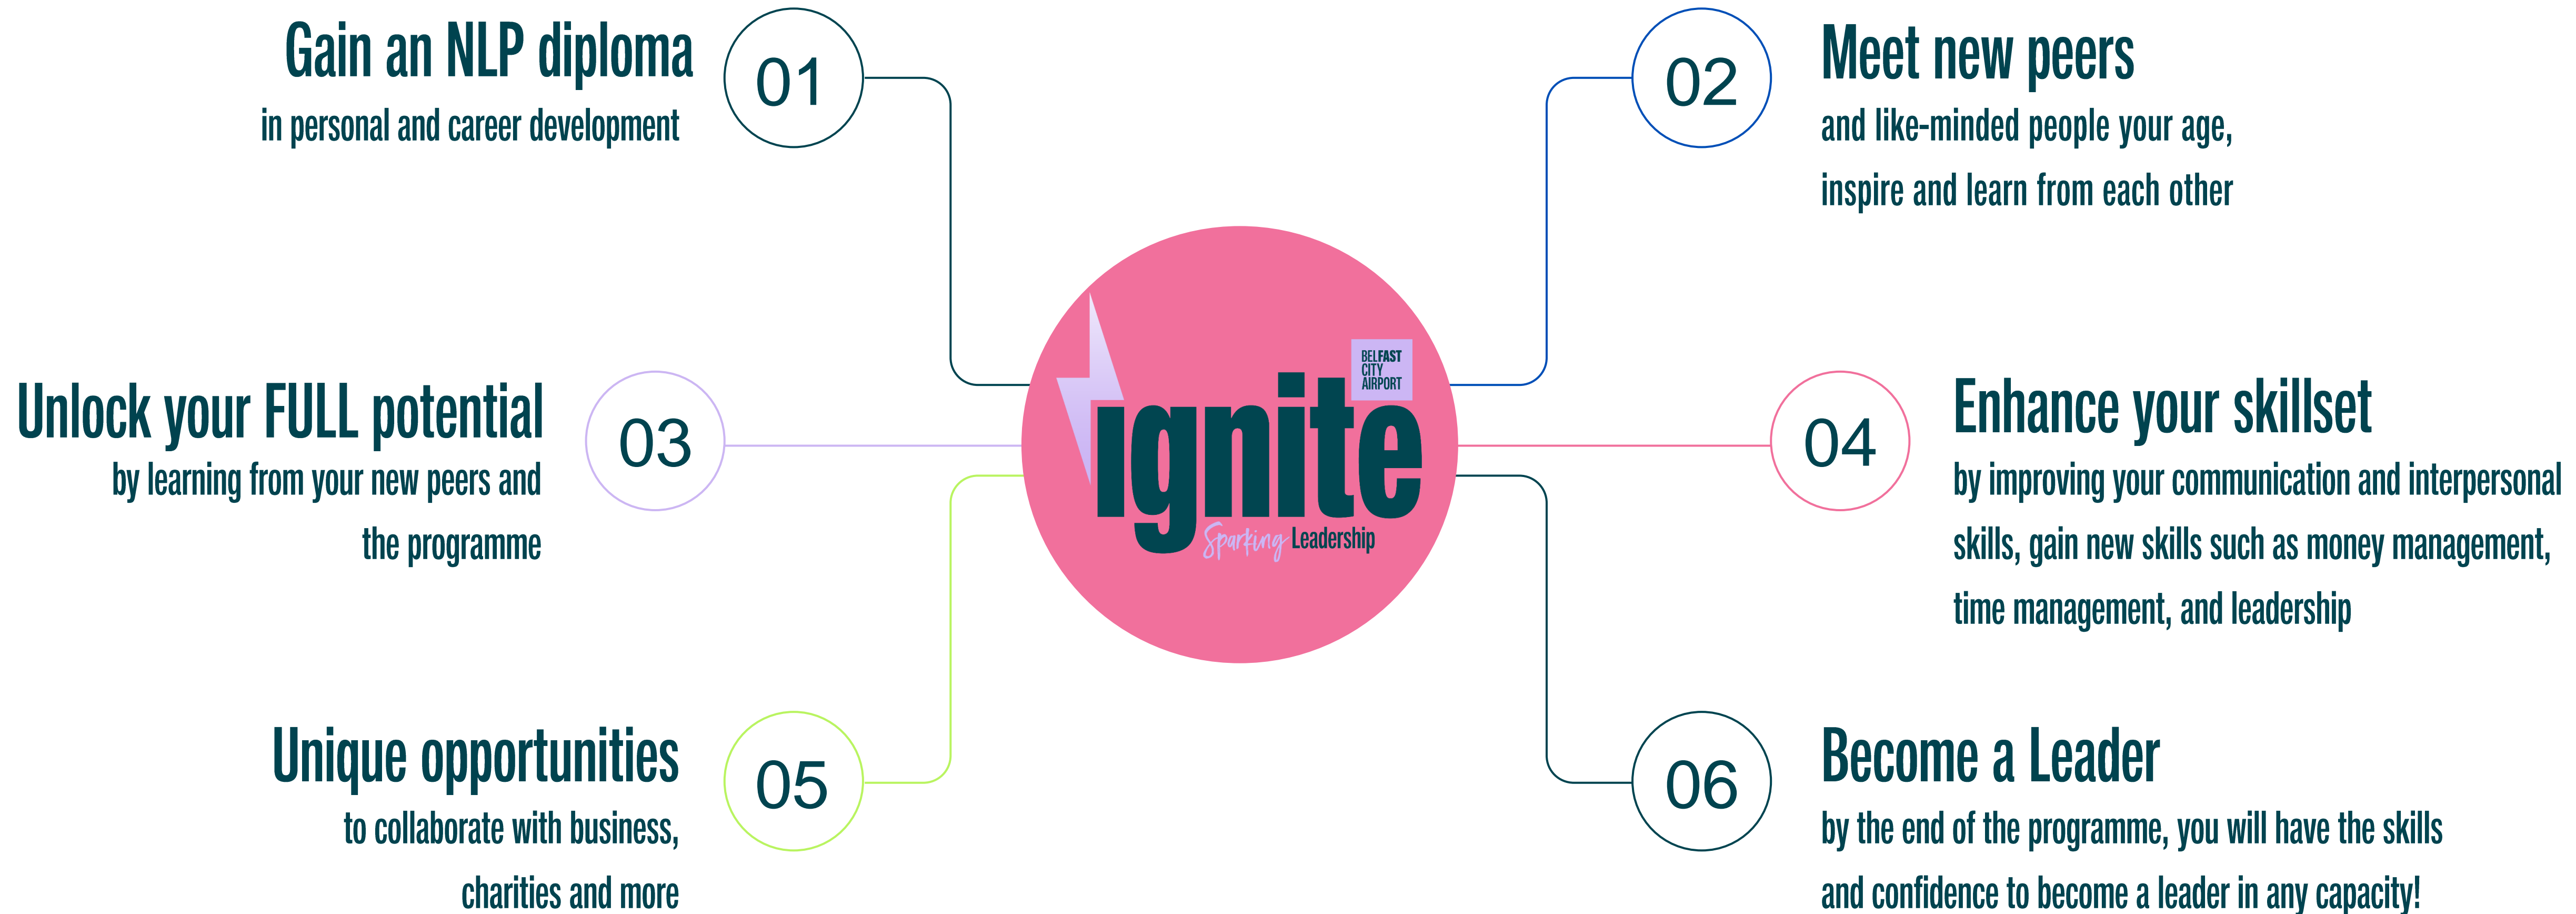 Gain an NLP diploma
in personal and career development
01
02
Meet new peers
and like-minded people your age,
inspire and learn from each other
Unlock your FULL potential
by learning from your new peers and
the programme
03
BELFAST
CITY
AIRPORT
ignite
Sparking Leadership
04
Enhance your skillset
by improving your communication and interpersonal
skills, gain new skills such as money management,
time management, and leadership
Unique opportunities
to collaborate with business,
charities and more
05
06
Become a Leader
by the end of the programme, you will have the skills
and confidence to become a leader in any capacity!